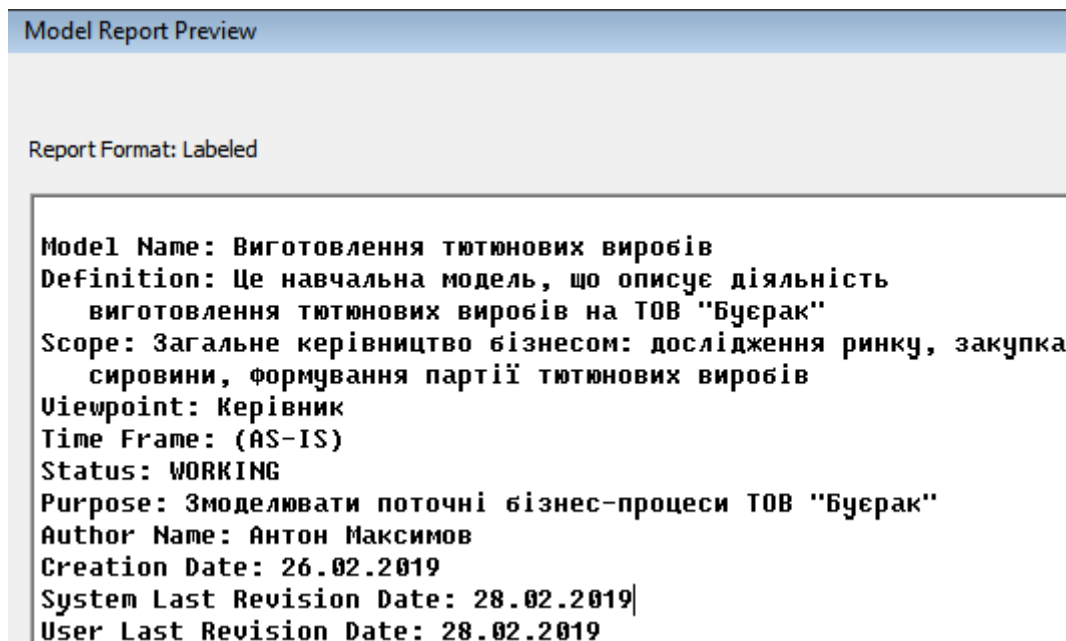 Model Report Preview
Report Format: Labeled
Model Name: Виготовлення тютюнових виробів
Definition: Це навчальна модель, що описує діяльність
виготовлення тютюнових виробів на ТОВ "Буєрак"
Scope: Загальне керівництво бізнесом: дослідження ринку, закупка
сировини, формування партії тютюнових виробів
Viewpoint: Керівник
Time Frame: (AS-IS)
Status: WORKING
Purpose: Змоделювати поточні бізнес-процеси ТОВ "Буєрак"
Author Name: Антон Максимов
Creation Date: 26.02.2019
System Last Revision Date: 28.02.2019
User Last Revision Date: 28.02.2019